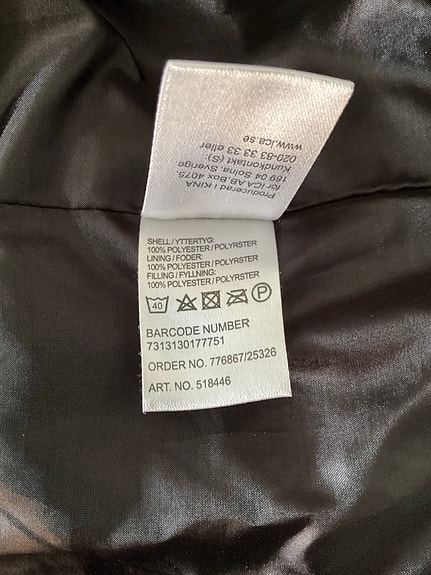 Producerad i KINA
för ICA AB.Box 4075
169 04 Solna. Sverige
Kundkontakt (S):
020-83 33 33 eller
www.ica.se
SHELL / YTTERTYG:
100% POLYESTER / POLYRSTER
LINING / FODER:
100% POLYESTER / POLYRSTER
FILLING / FYLLNING:
100% POLYESTER / POLYRSTER
40 P
BARCODE NUMBER
7313130177751
ORDER NO. 776867/25326
ART. NO. 518446